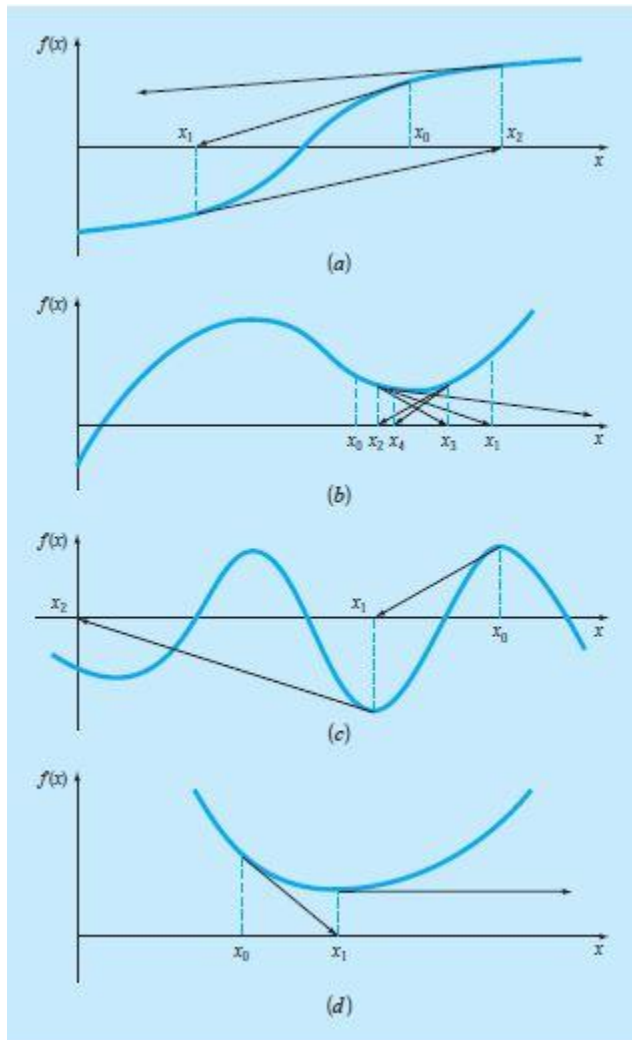 f(x)
x₁ x₀ x₂
x
(a)
f(x)
x₀ x₂ x₄ x₃ x₁ x
(b)
f(x)
x₂ x₁
x₀ x
(c)
f(x)
x₀ x₁ x
(d)